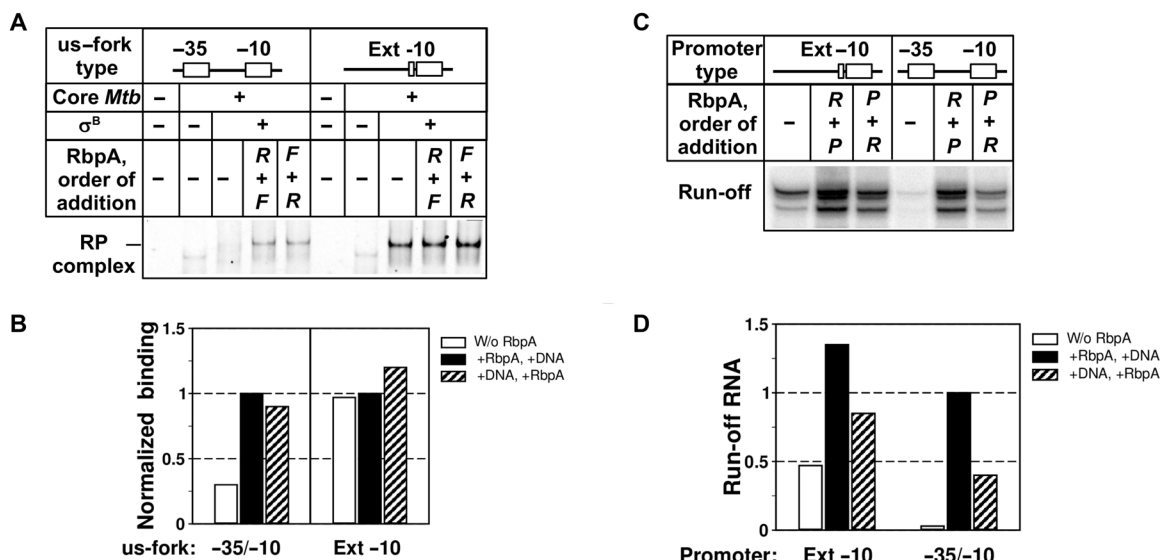 A
us–fork type
–35 –10
Ext -10
Core Mtb – + – +
σᴮ – – + – – +
RbpA, order of addition
– – – R + F F + R – – – R + F F + R
RP complex
B
Normalized binding
1.5
1
0.5
0
W/o RbpA
+RbpA, +DNA
+DNA, +RbpA
us-fork: –35/–10 Ext –10
C
Promoter type
Ext –10
–35 –10
RbpA, order of addition
– R + P P + R – R + P P + R
Run-off
D
Run-off RNA
1.5
1
0.5
0
W/o RbpA
+RbpA, +DNA
+DNA, +RbpA
Promoter: Ext –10 –35/–10